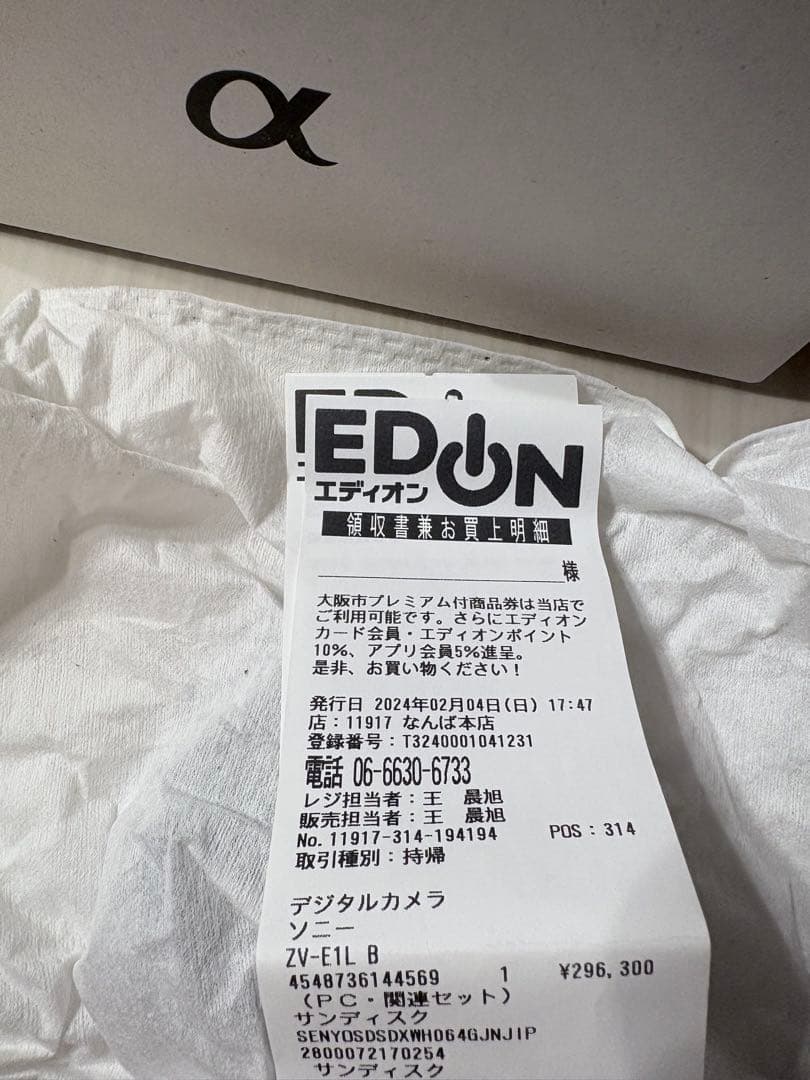 α
EDION
エディオン
領収書兼お買上明細
様
大阪市プレミアム付商品券は当店で
ご利用可能です。さらにエディオン
カード会員・エディオンポイント
10%、アプリ会員5%進呈。
是非、お買い物ください！
発行日 2024年02月04日(日) 17:47
店：11917 なんば本店
登録番号：T3240001041231
電話 06-6630-6733
レジ担当者：王　晨旭
販売担当者：王　晨旭
No. 11917-314-194194 POS：314
取引種別：持帰
デジタルカメラ
ソニー
ZV-E1L B
4548736144569 1 ¥296,300
（ＰＣ・関連セット）
サンディスク
SENYOSDSDXWH064GJNJIP
2800072170254
サンディスク